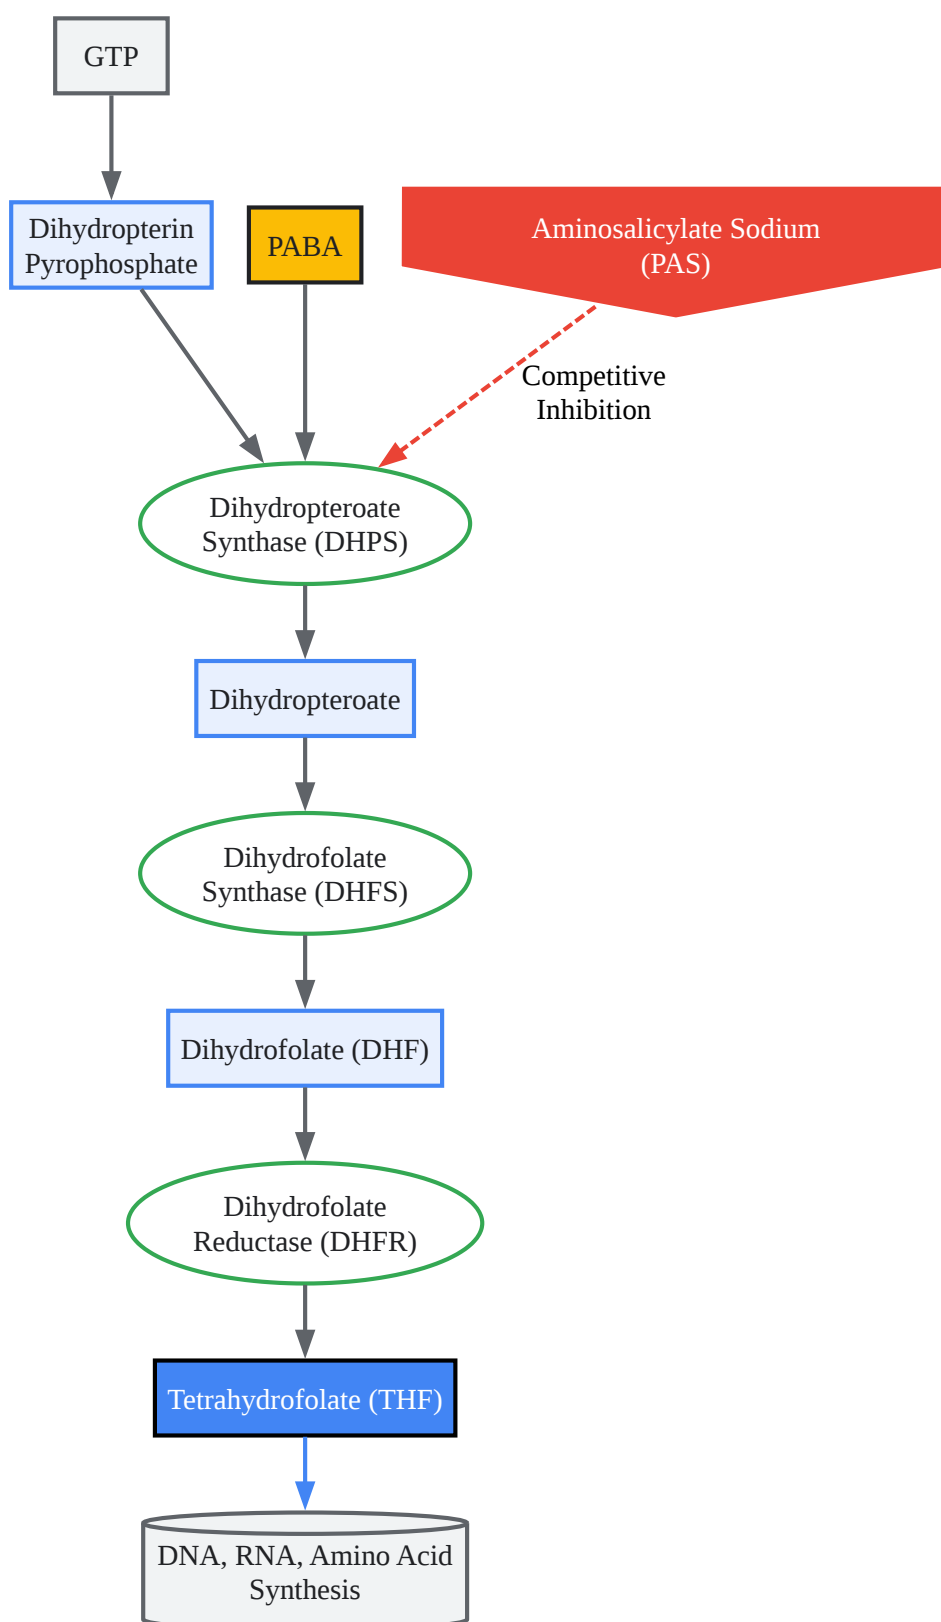 GTP
Dihydropterin
Pyrophosphate
PABA
Aminosalicylate Sodium
(PAS)
Competitive
Inhibition
Dihydropteroate
Synthase (DHPS)
Dihydropteroate
Dihydrofolate
Synthase (DHFS)
Dihydrofolate (DHF)
Dihydrofolate
Reductase (DHFR)
Tetrahydrofolate (THF)
DNA, RNA, Amino Acid
Synthesis